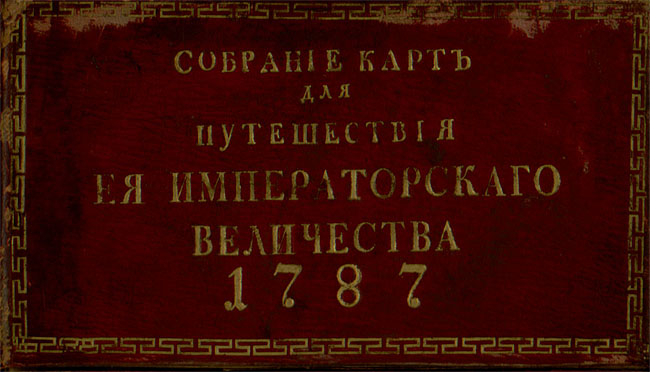 СОБРАНІЕ КАРТЪ
ДЛЯ
ПУТЕШЕСТВІЯ
ЕЯ ИМПЕРАТОРСКАГО
ВЕЛИЧЕСТВА
1787